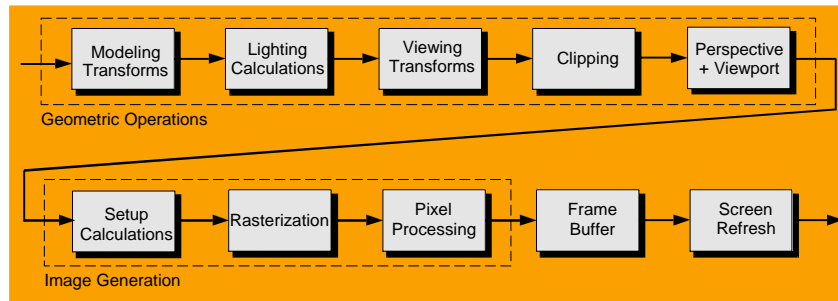 Modeling
Transforms
Lighting
Calculations
Viewing
Transforms
Clipping
Perspective
+ Viewport
Geometric Operations
Setup
Calculations
Rasterization
Pixel
Processing
Frame
Buffer
Screen
Refresh
Image Generation